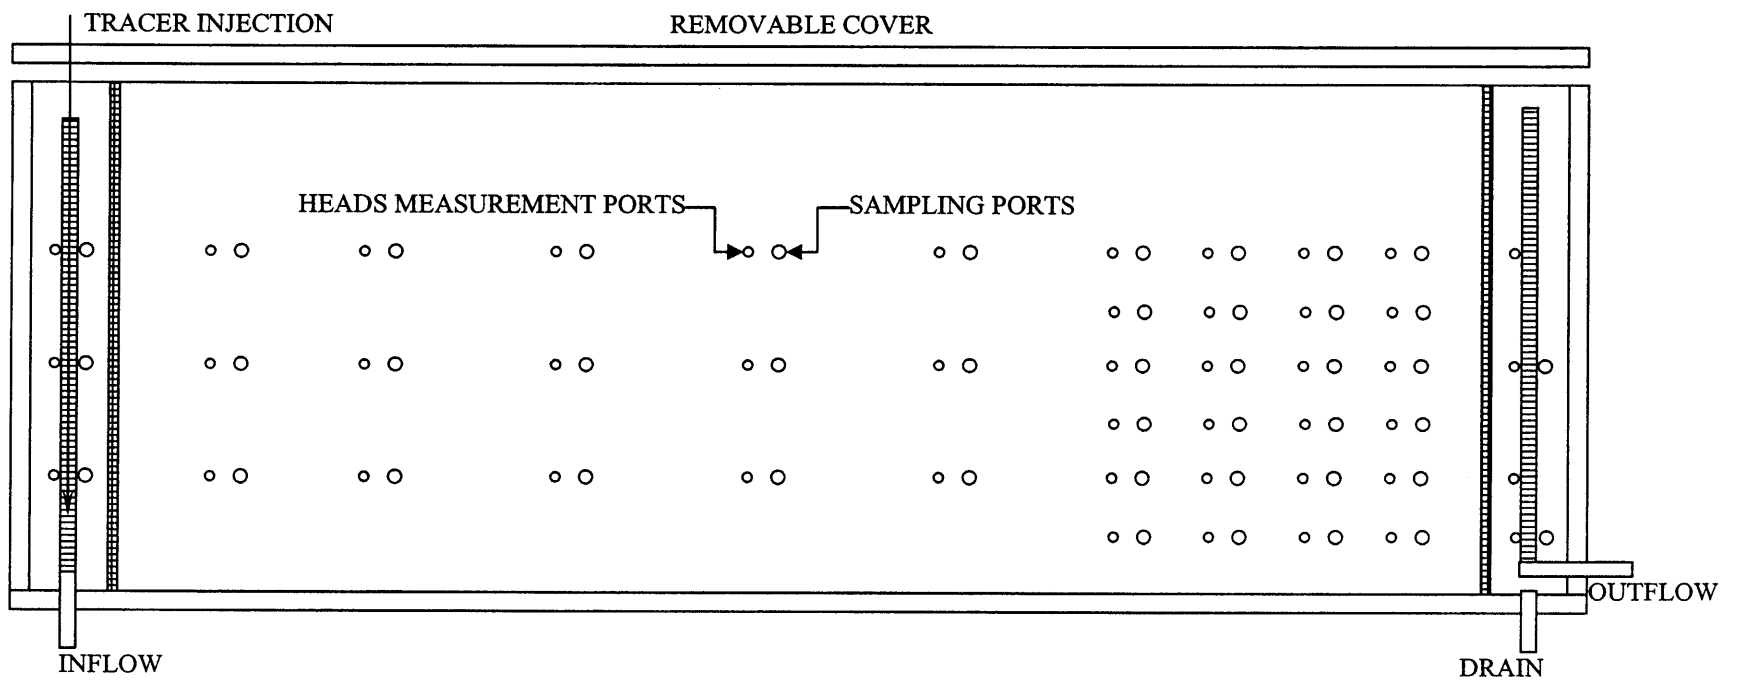 TRACER INJECTION
REMOVABLE COVER
HEADS MEASUREMENT PORTS
SAMPLING PORTS
OUTFLOW
INFLOW
DRAIN